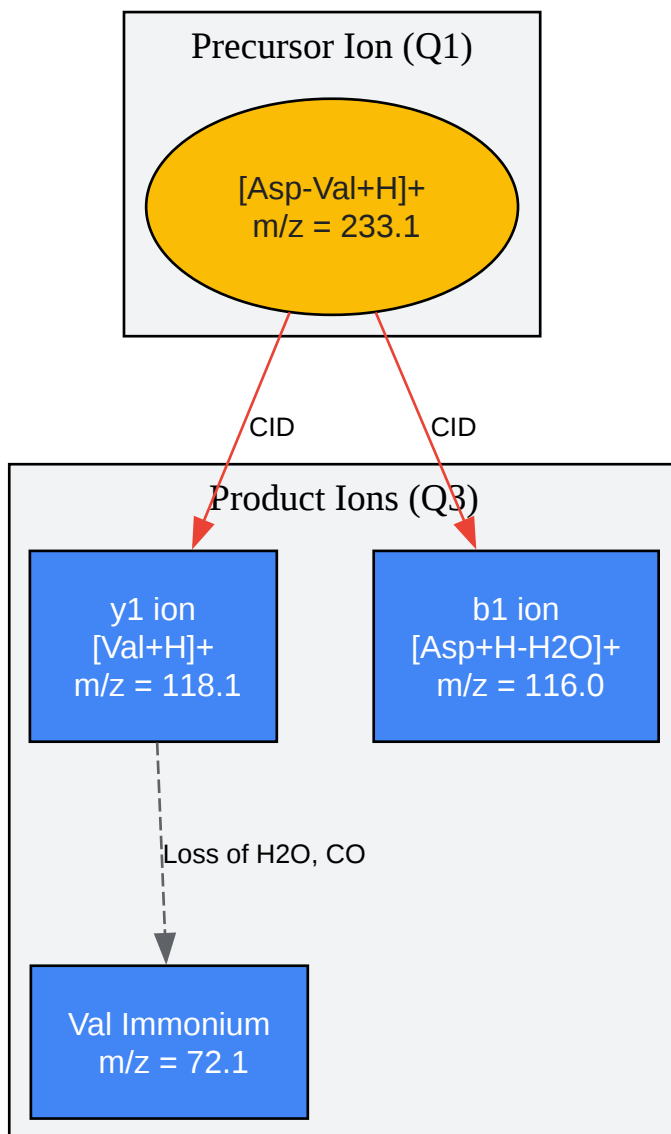 Precursor Ion (Q1)
[Asp-Val+H]+
m/z = 233.1
CID
CID
Product Ions (Q3)
y1 ion
[Val+H]+
m/z = 118.1
b1 ion
[Asp+H-H2O]+
m/z = 116.0
Loss of H2O, CO
Val Immonium
m/z = 72.1